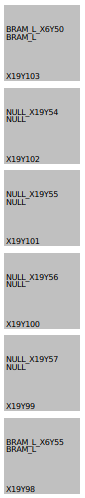 BRAM_L_X6Y50
BRAM_L
X19Y103
NULL_X19Y54
NULL
X19Y102
NULL_X19Y55
NULL
X19Y101
NULL_X19Y56
NULL
X19Y100
NULL_X19Y57
NULL
X19Y99
BRAM_L_X6Y55
BRAM_L
X19Y98